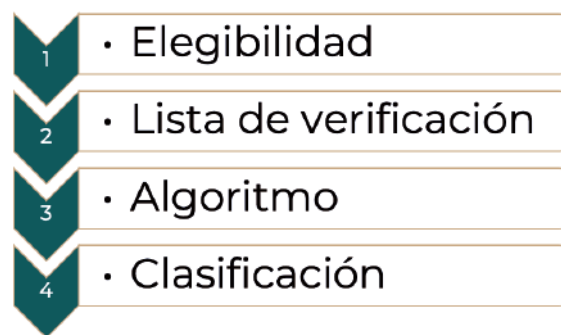 1 • Elegibilidad
2 • Lista de verificación
3 • Algoritmo
4 • Clasificación